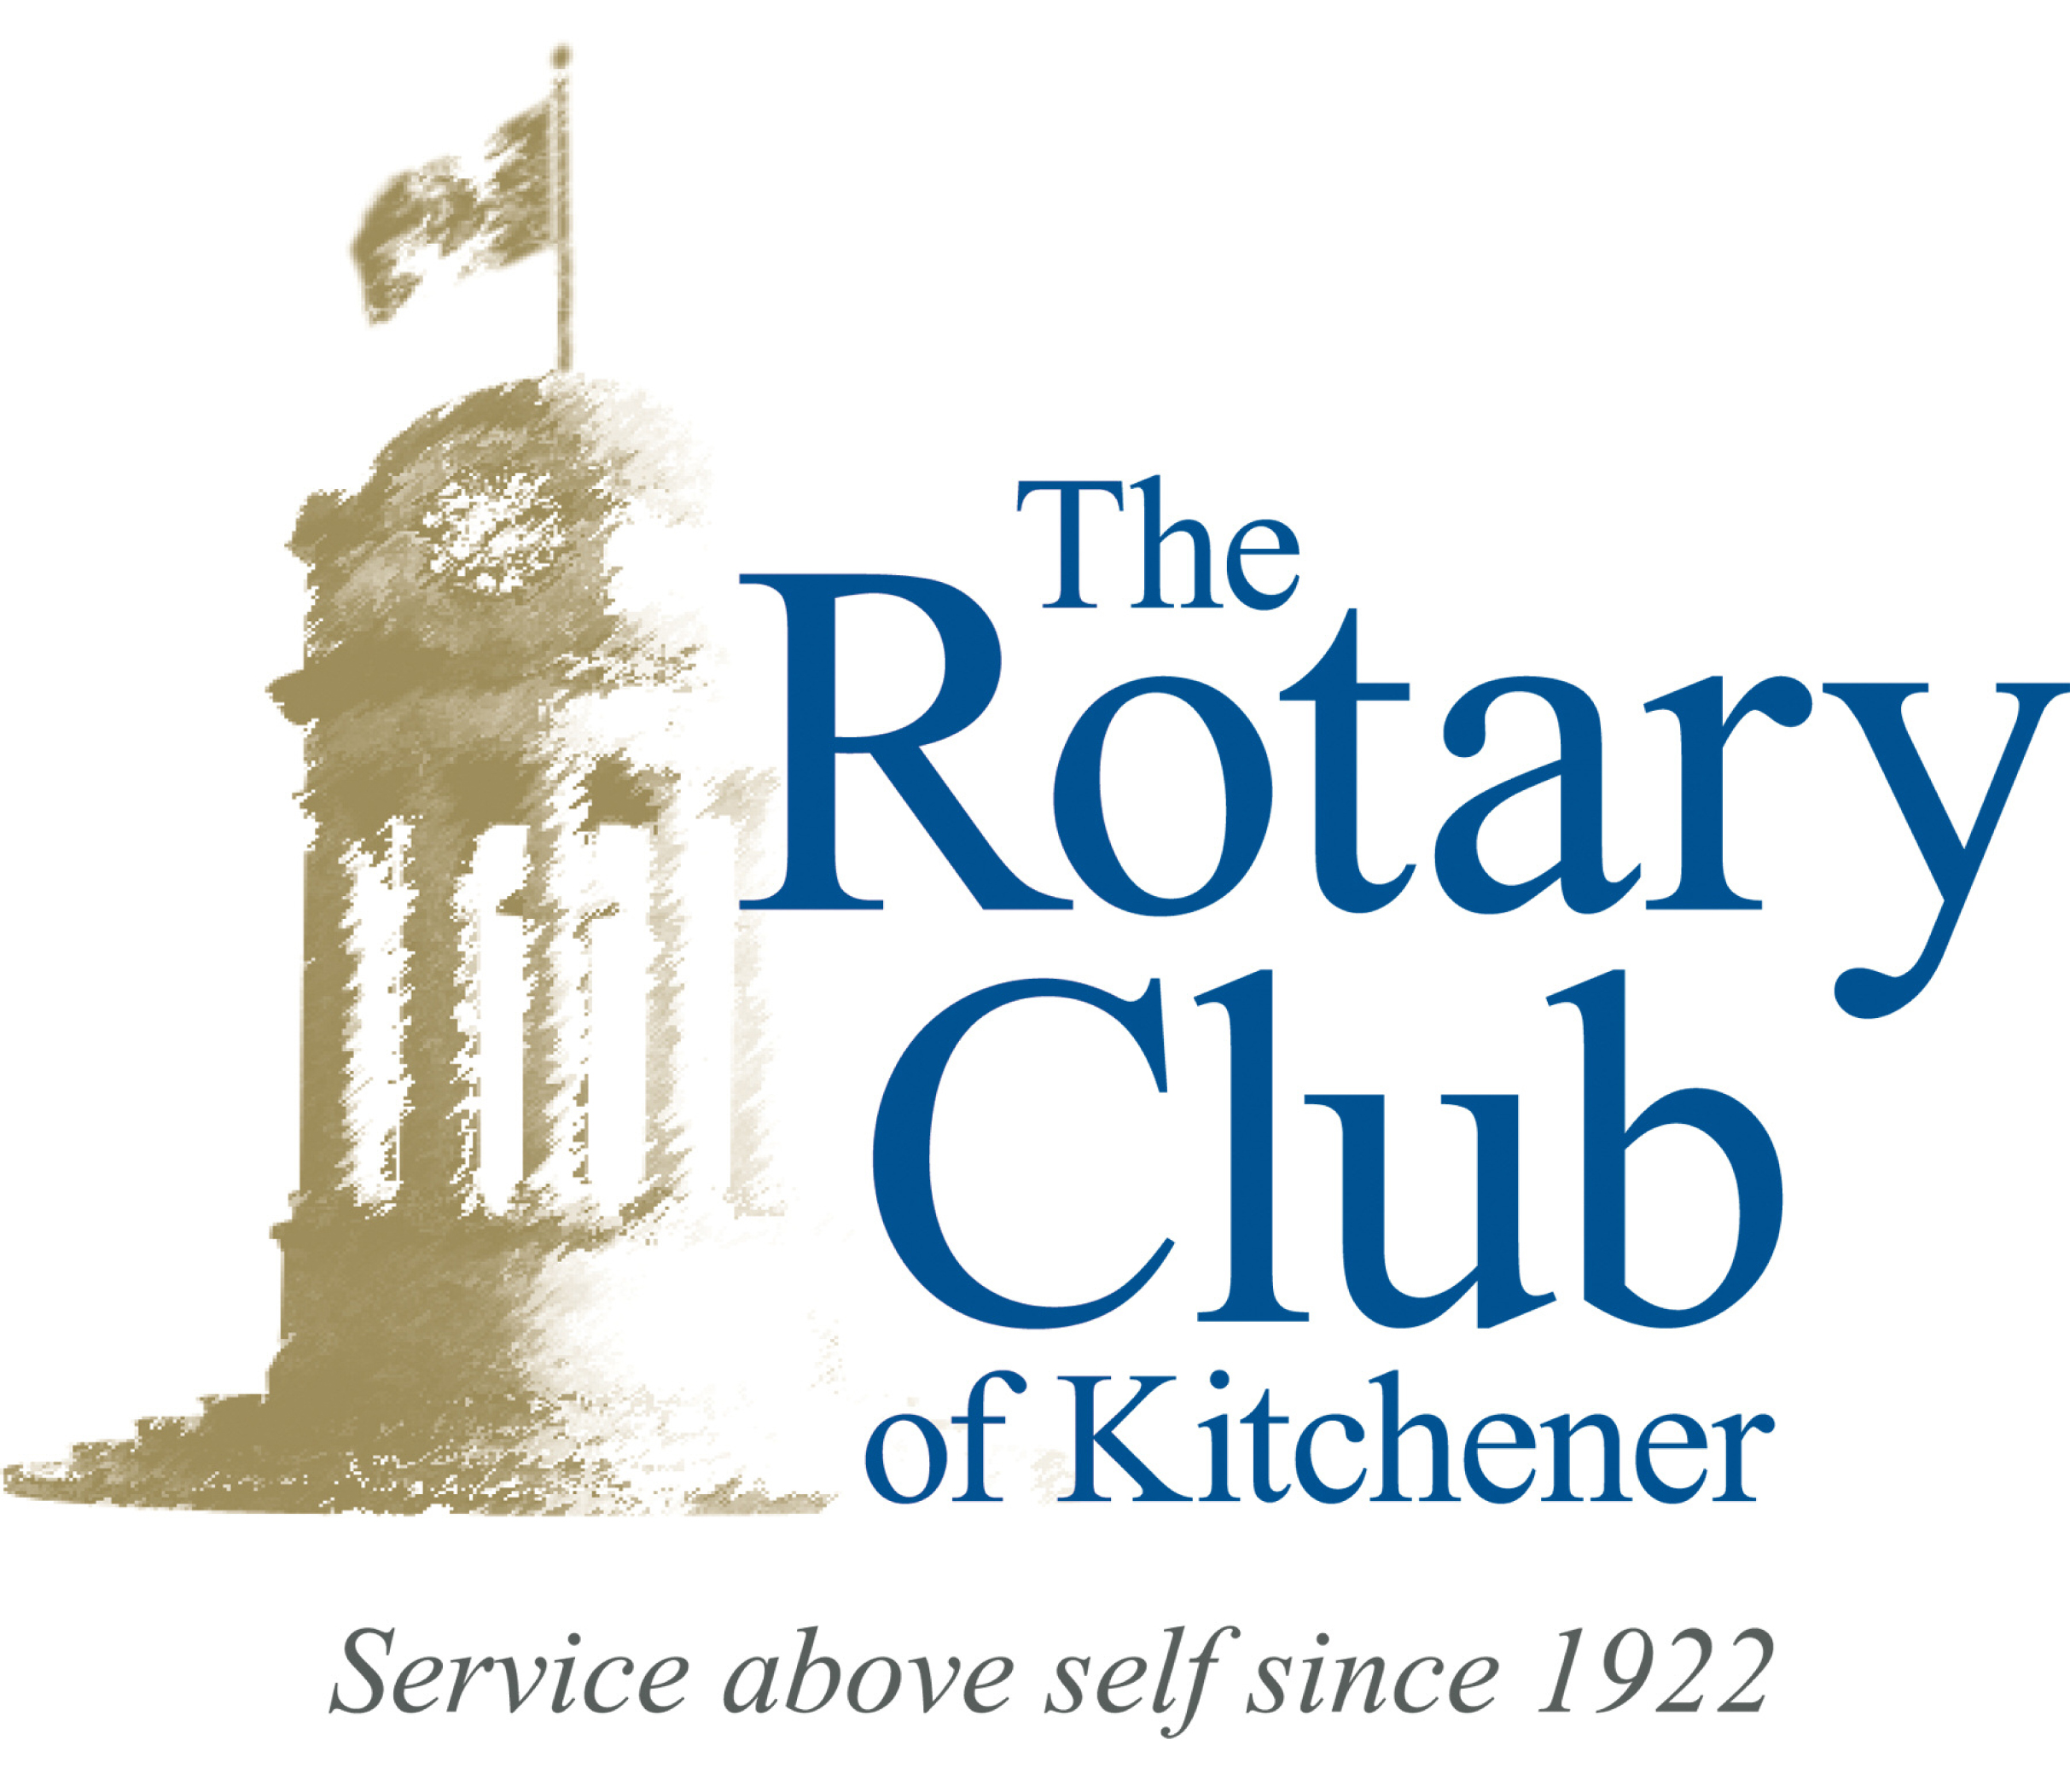 The
Rotary
Club
of Kitchener
Service above self since 1922